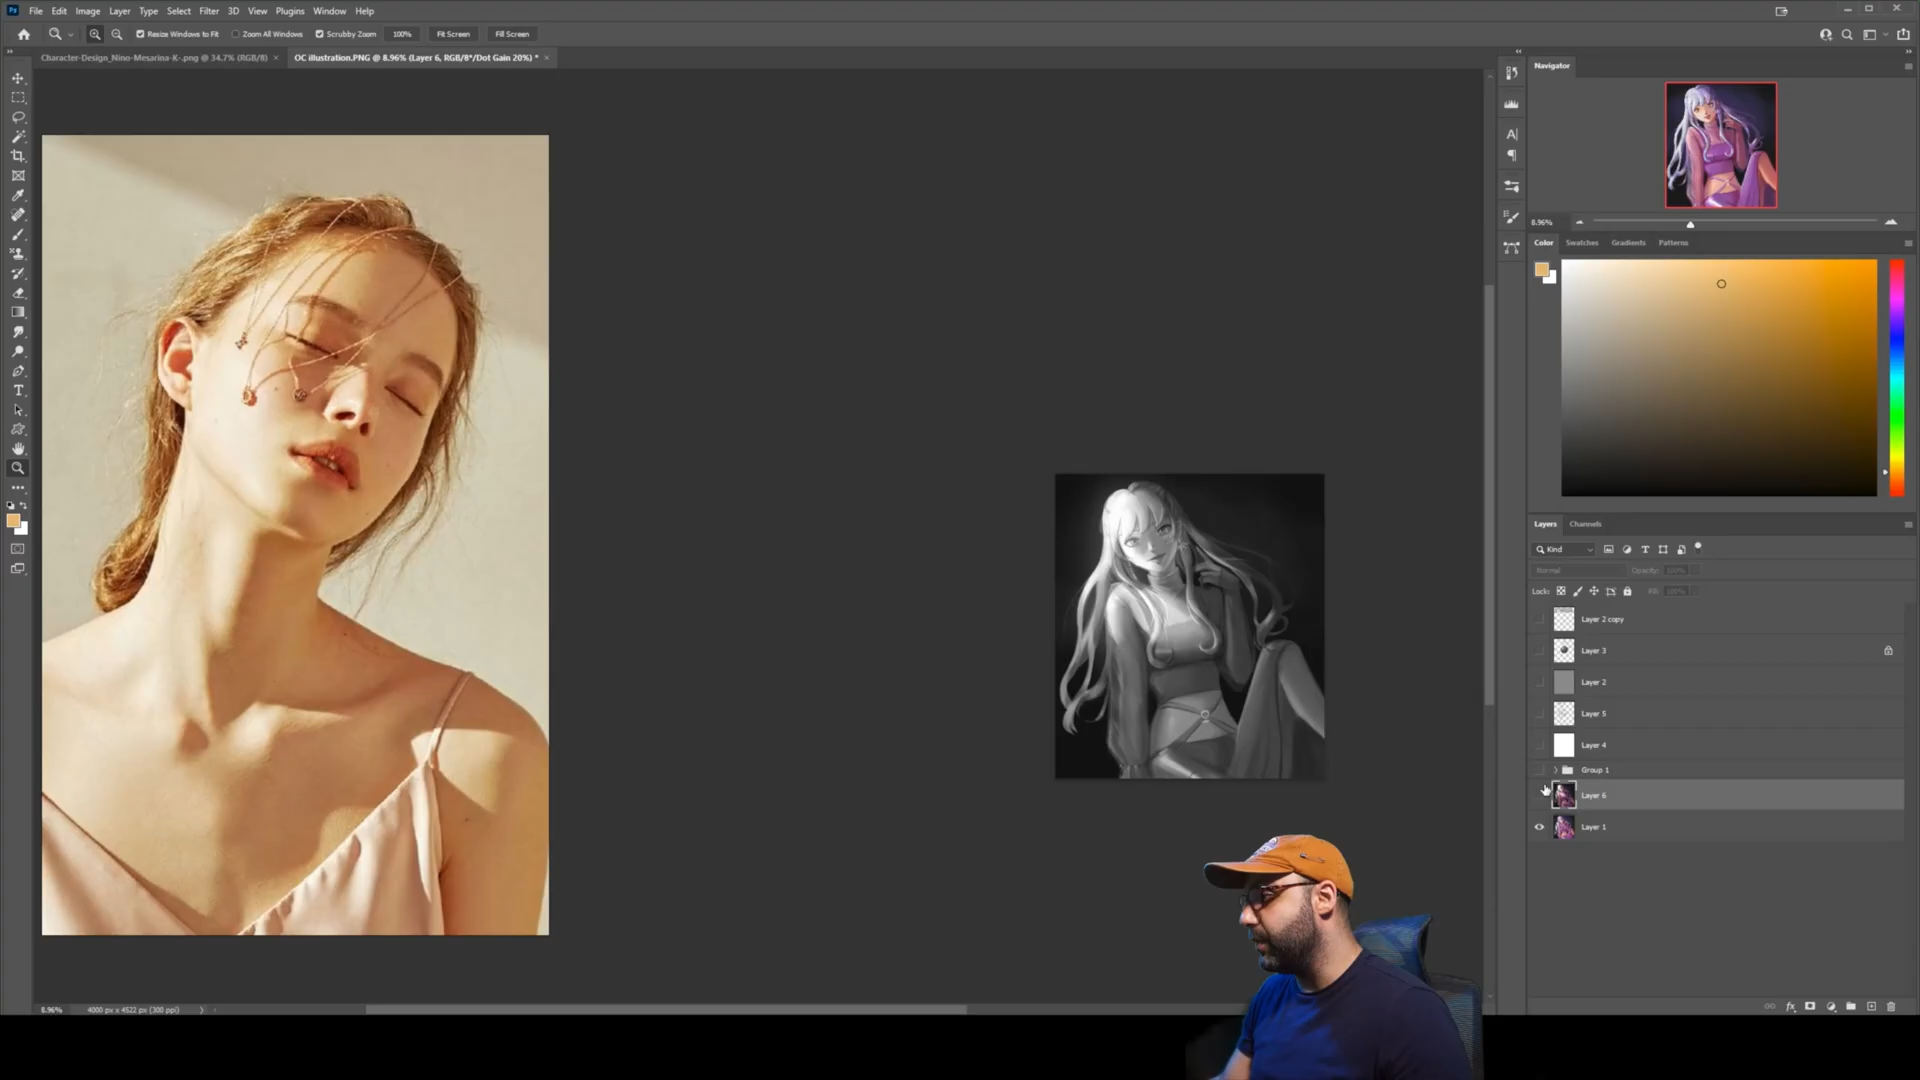 Ps File Edit Image Layer Type Select Filter 3D View Plugins Window Help
Resize Windows to Fit Zoom All Windows Scrubby Zoom 100% Fit Screen Fill Screen
Character-Design_Nino-Mesarina-K-.png @ 34.7% (RGB/8) × OC illustration.PNG @ 8.96% (Layer 6, RGB/8*/Dot Gain 20%) * ×
Navigator
8.96%
Color Swatches Gradients Patterns
Layers Channels
Kind
Normal Opacity: 100%
Lock: Fill: 100%
Layer 2 copy
Layer 3
Layer 2
Layer 5
Layer 4
Group 1
Layer 6
Layer 1
8.96% 4000 px x 4522 px (300 ppi)